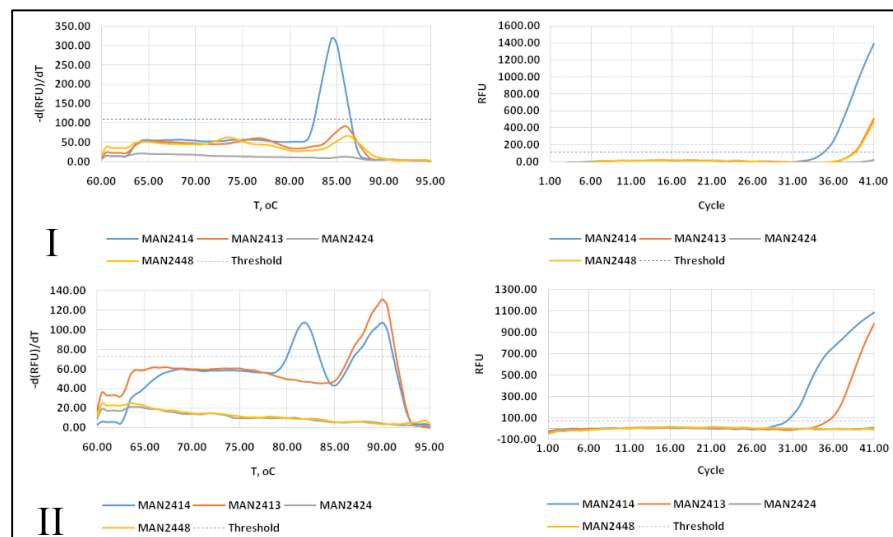 350.00
300.00
250.00
200.00
150.00
100.00
50.00
0.00
-d(RFU)/dT
60.00 65.00 70.00 75.00 80.00 85.00 90.00 95.00
T, oC
MAN2414 MAN2413 MAN2424
MAN2448 Threshold
1600.00
1400.00
1200.00
1000.00
800.00
600.00
400.00
200.00
0.00
RFU
1.00 6.00 11.00 16.00 21.00 26.00 31.00 36.00 41.00
Cycle
MAN2414 MAN2413 MAN2424
MAN2448 Threshold
I
140.00
120.00
100.00
80.00
60.00
40.00
20.00
0.00
-d(RFU)/dT
60.00 65.00 70.00 75.00 80.00 85.00 90.00 95.00
T, oC
MAN2414 MAN2413 MAN2424
MAN2448 Threshold
1300.00
1100.00
900.00
700.00
500.00
300.00
100.00
-100.00
RFU
1.00 6.00 11.00 16.00 21.00 26.00 31.00 36.00 41.00
Cycle
MAN2414 MAN2413 MAN2424
MAN2448 Threshold
II